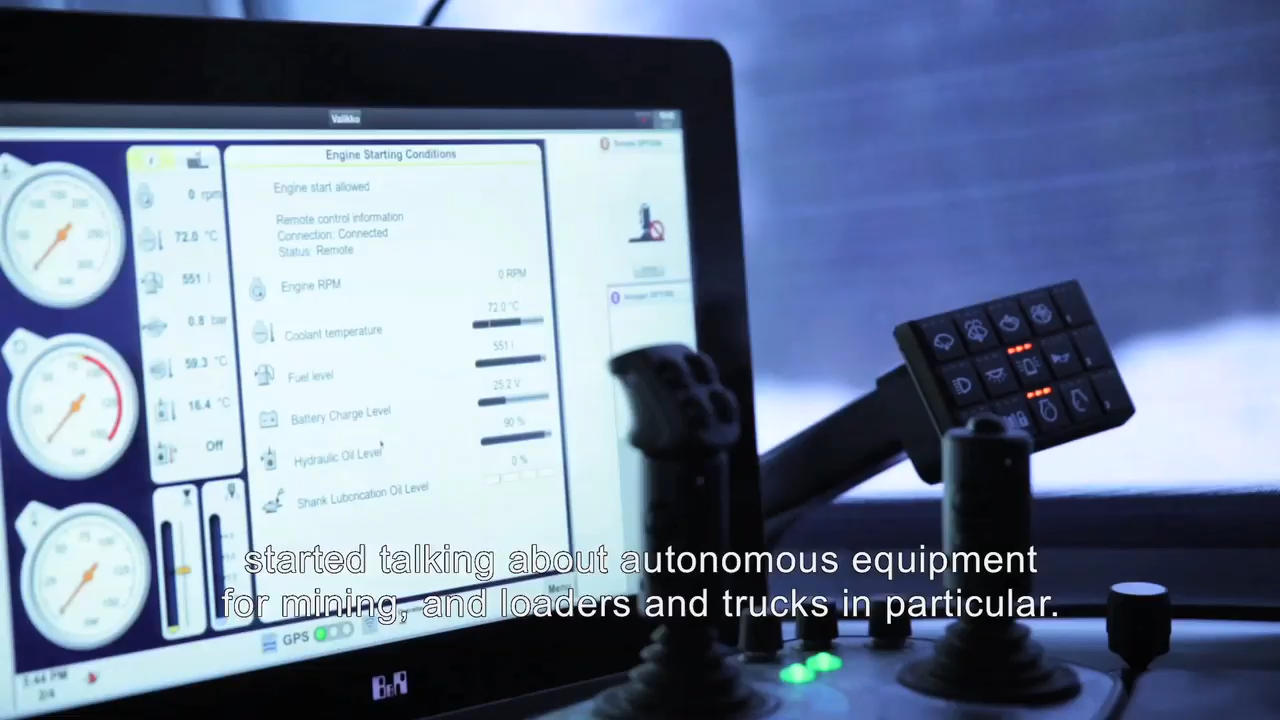 Valikko
Engine Starting Conditions
Engine start allowed
Remote control information
Connection: Connected
Status: Remote
0 rpm
72.0 °C
551 l
0.8 bar
59.3 °C
16.4 °C
Off
Engine RPM
0 RPM
Coolant temperature
72.0 °C
Fuel level
551 l
Battery Charge Level
25.2 V
Hydraulic Oil Level
90 %
Shank Lubrication Oil Level
0 %
Menu
GPS
B&R
started talking about autonomous equipment
for mining, and loaders and trucks in particular.